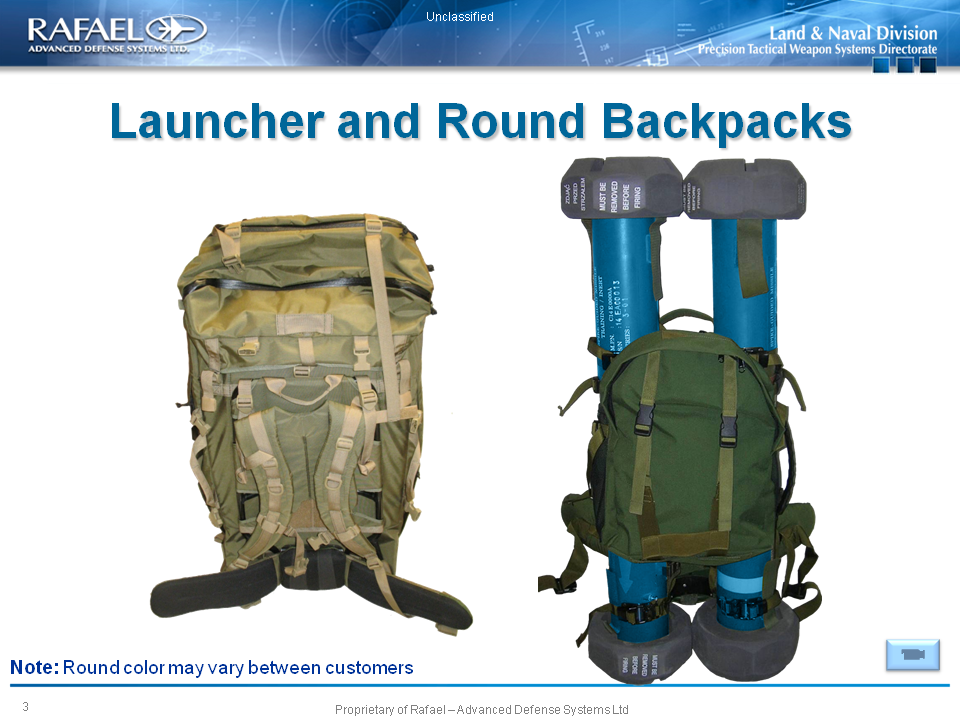 Unclassified
RAFAEL
ADVANCED DEFENSE SYSTEMS LTD.
Land & Naval Division
Precision Tactical Weapon Systems Directorate
Launcher and Round Backpacks
ZDJĄĆ
PRZED
STRZAŁEM
MUST BE
REMOVED
BEFORE
FIRING
TRAINING / INERT
MUST BE
REMOVED
BEFORE
FIRING
Note: Round color may vary between customers
3
Proprietary of Rafael – Advanced Defense Systems Ltd